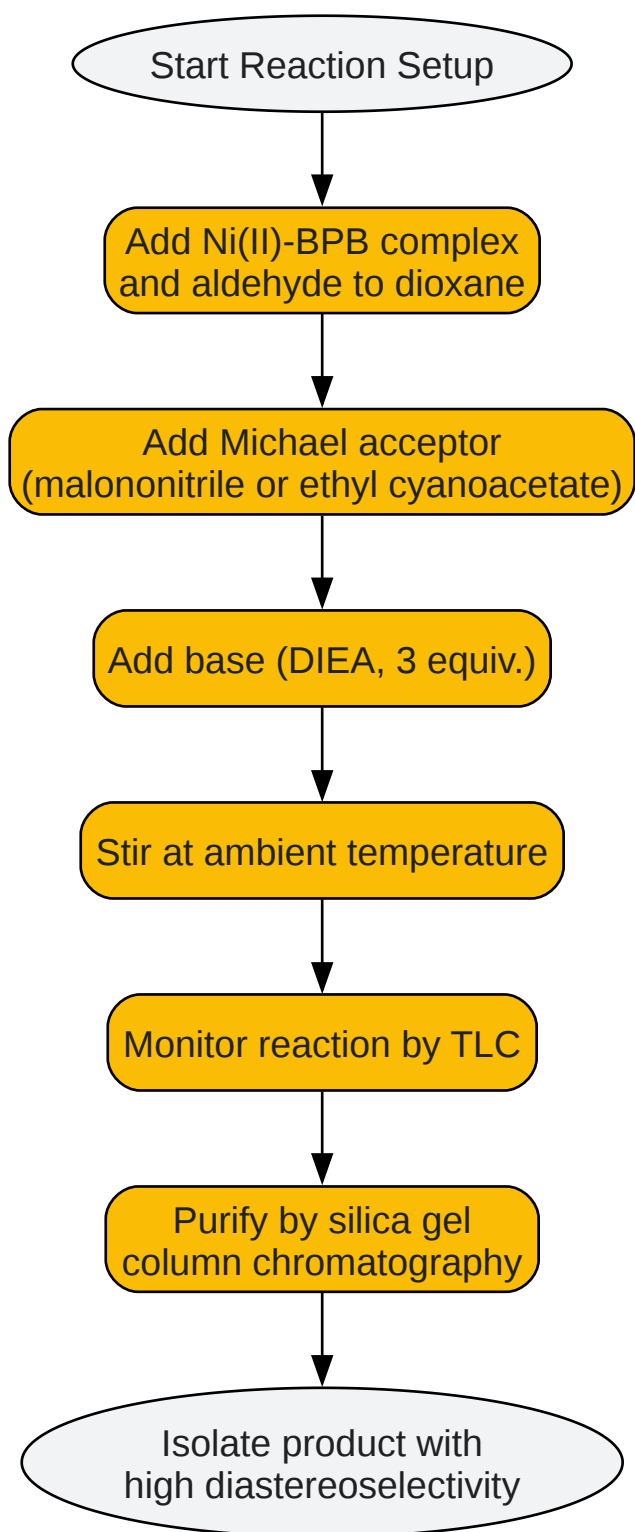 Start Reaction Setup
Add Ni(II)-BPB complex
and aldehyde to dioxane
Add Michael acceptor
(malononitrile or ethyl cyanoacetate)
Add base (DIEA, 3 equiv.)
Stir at ambient temperature
Monitor reaction by TLC
Purify by silica gel
column chromatography
Isolate product with
high diastereoselectivity